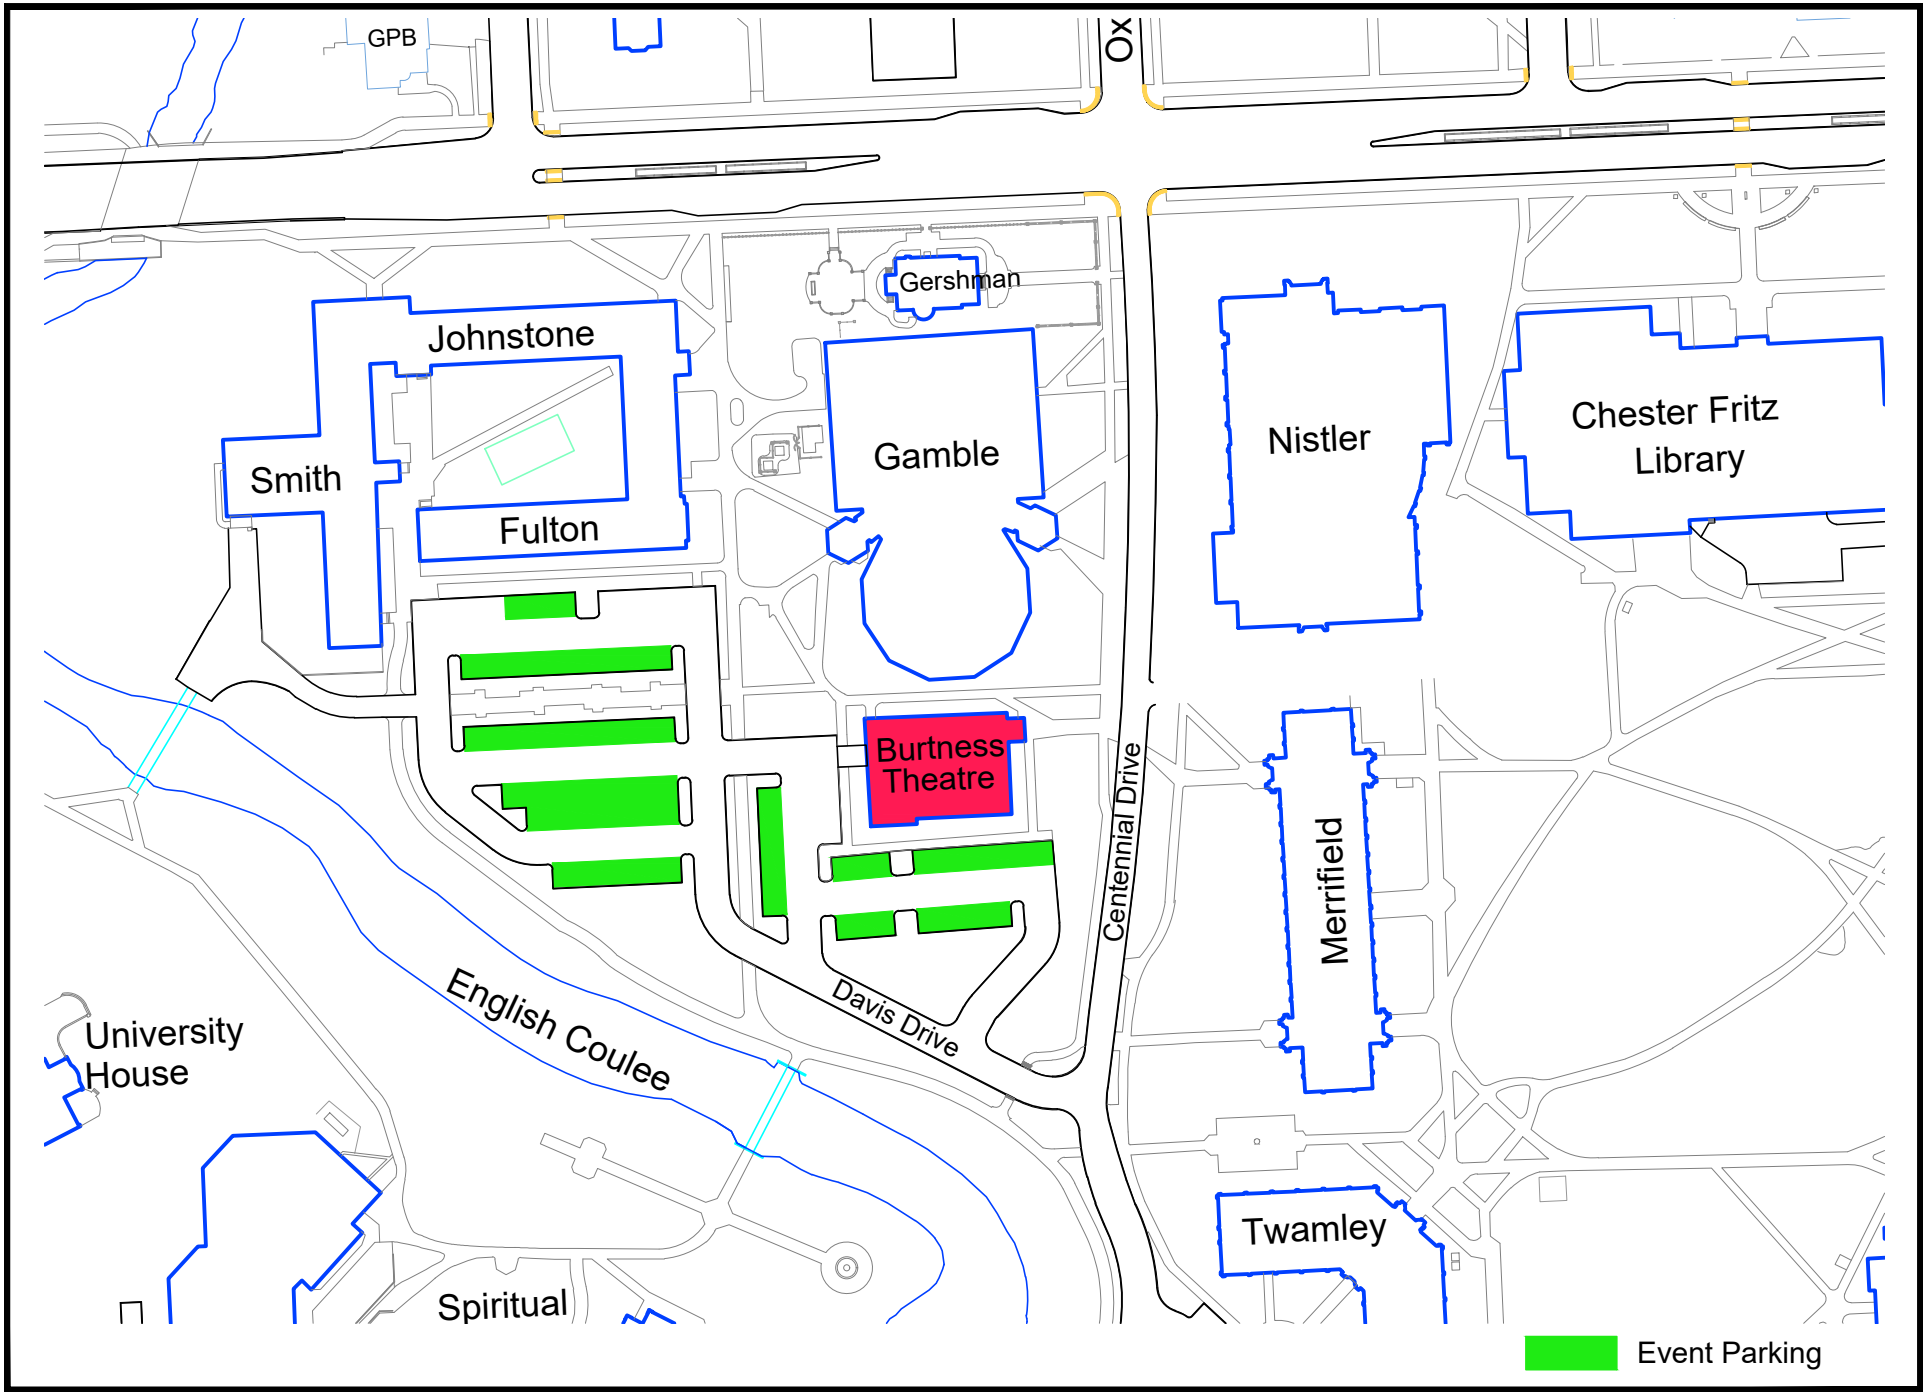 GPB
Ox
Gershman
Johnstone
Gamble
Nistler
Chester Fritz
Library
Smith
Fulton
Burtness
Theatre
Centennial Drive
Merrifield
English Coulee
Davis Drive
University
House
Twamley
Spiritual
Event Parking